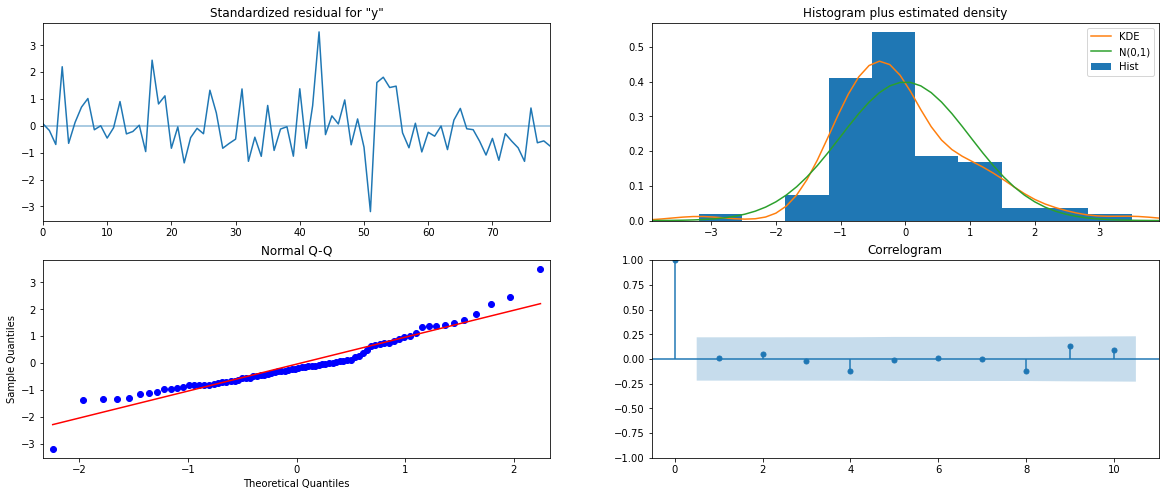 Standardized residual for "y"
3
2
1
0
−1
−2
−3
0 10 20 30 40 50 60 70
Histogram plus estimated density
KDE
N(0,1)
Hist
0.5
0.4
0.3
0.2
0.1
0.0
−3 −2 −1 0 1 2 3
Normal Q-Q
Sample Quantiles
3
2
1
0
−1
−2
−3
−2 −1 0 1 2
Theoretical Quantiles
Correlogram
1.00
0.75
0.50
0.25
0.00
−0.25
−0.50
−0.75
−1.00
0 2 4 6 8 10